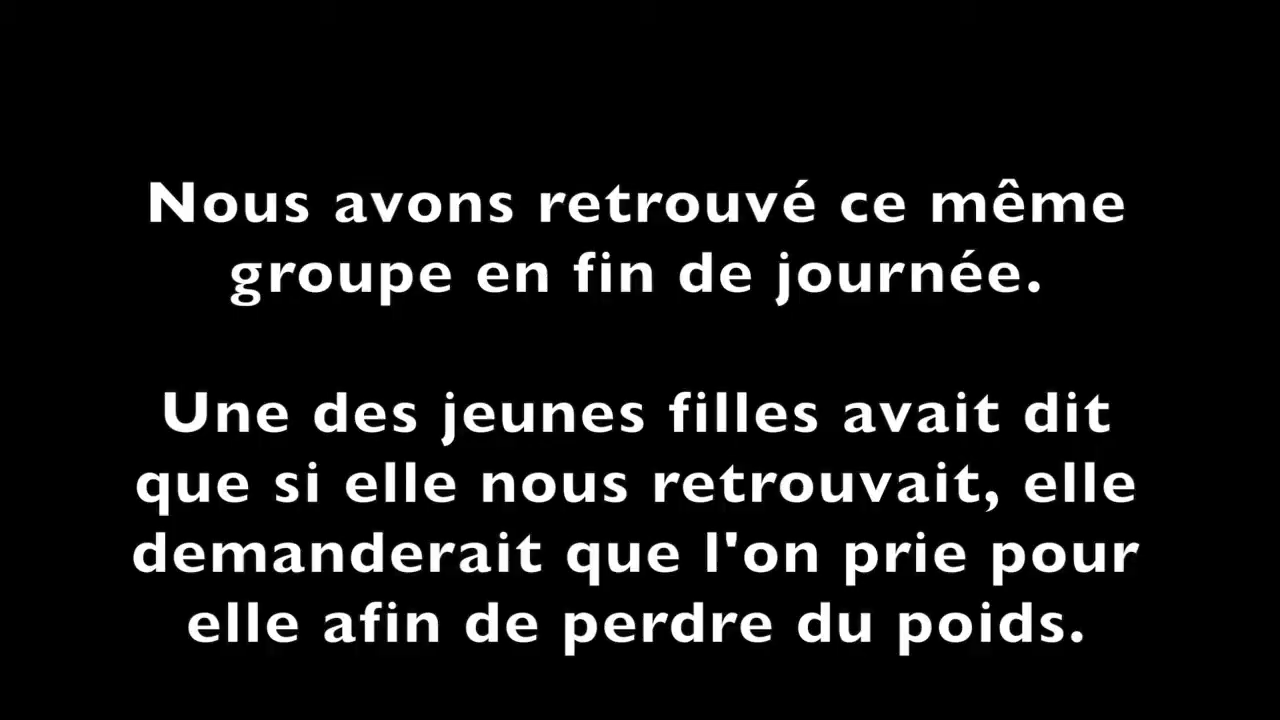 Nous avons retrouvé ce même
groupe en fin de journée.
Une des jeunes filles avait dit
que si elle nous retrouvait, elle
demanderait que l'on prie pour
elle afin de perdre du poids.